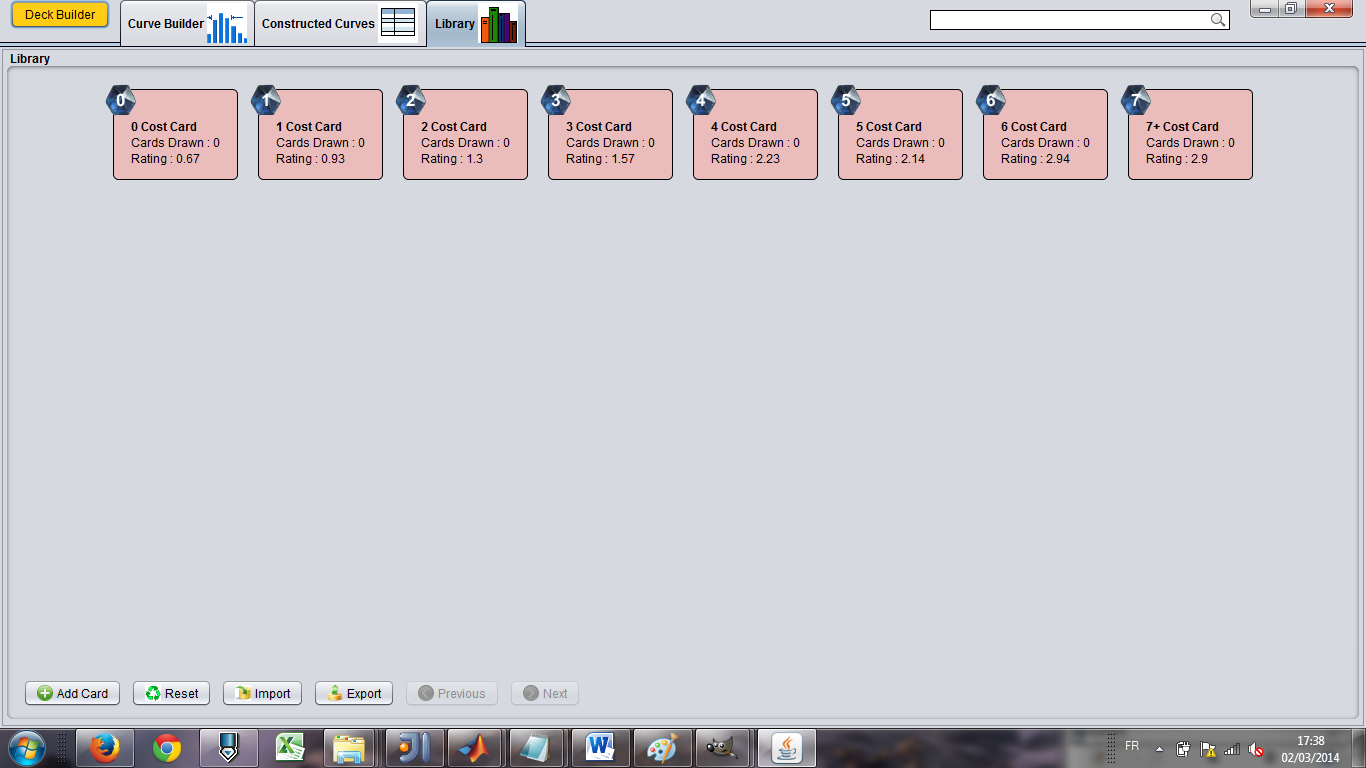 Deck Builder
Curve Builder
Constructed Curves
Library
Library
0
0 Cost Card
Cards Drawn : 0
Rating : 0.67
1
1 Cost Card
Cards Drawn : 0
Rating : 0.93
2
2 Cost Card
Cards Drawn : 0
Rating : 1.3
3
3 Cost Card
Cards Drawn : 0
Rating : 1.57
4
4 Cost Card
Cards Drawn : 0
Rating : 2.23
5
5 Cost Card
Cards Drawn : 0
Rating : 2.14
6
6 Cost Card
Cards Drawn : 0
Rating : 2.94
7
7+ Cost Card
Cards Drawn : 0
Rating : 2.9
Add Card
Reset
Import
Export
Previous
Next
FR
17:38
02/03/2014